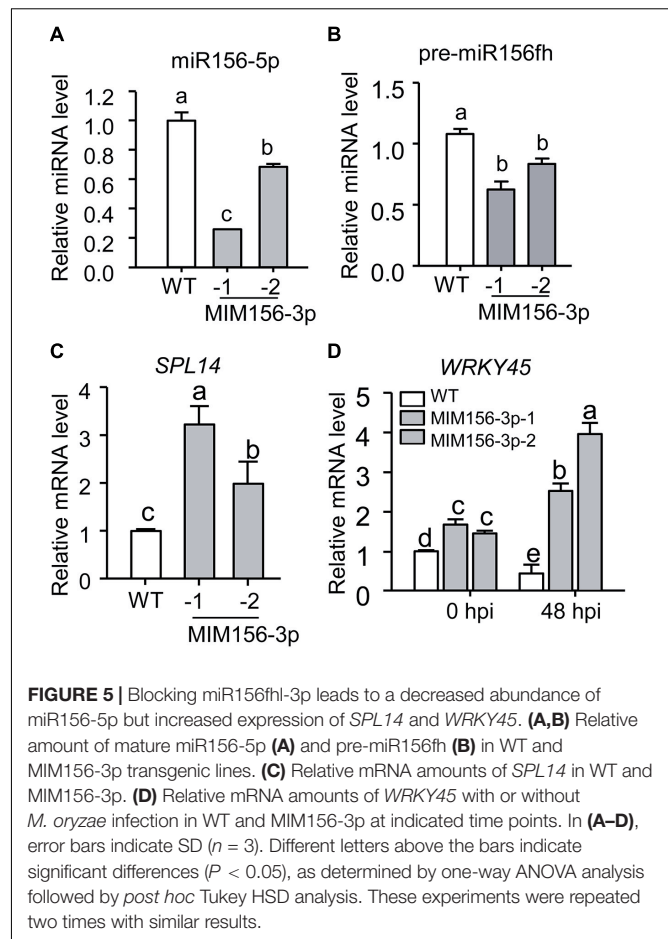 A
miR156-5p
Relative miRNA level
1.2
1.0
0.8
0.6
0.4
0.2
0.0
a
c
b
WT
-1
-2
MIM156-3p
B
pre-miR156fh
Relative miRNA level
1.5
1.0
0.5
0.0
a
b
b
WT
-1
-2
MIM156-3p
C
SPL14
Relative mRNA level
4
3
2
1
0
c
a
b
WT
-1
-2
MIM156-3p
D
WRKY45
Relative mRNA level
5
4
3
2
1
0
WT
MIM156-3p-1
MIM156-3p-2
d
c
c
e
b
a
0 hpi
48 hpi
FIGURE 5 | Blocking miR156fhl-3p leads to a decreased abundance of
miR156-5p but increased expression of SPL14 and WRKY45. (A,B) Relative
amount of mature miR156-5p (A) and pre-miR156fh (B) in WT and
MIM156-3p transgenic lines. (C) Relative mRNA amounts of SPL14 in WT and
MIM156-3p. (D) Relative mRNA amounts of WRKY45 with or without
M. oryzae infection in WT and MIM156-3p at indicated time points. In (A–D),
error bars indicate SD (n = 3). Different letters above the bars indicate
significant differences (P < 0.05), as determined by one-way ANOVA analysis
followed by post hoc Tukey HSD analysis. These experiments were repeated
two times with similar results.